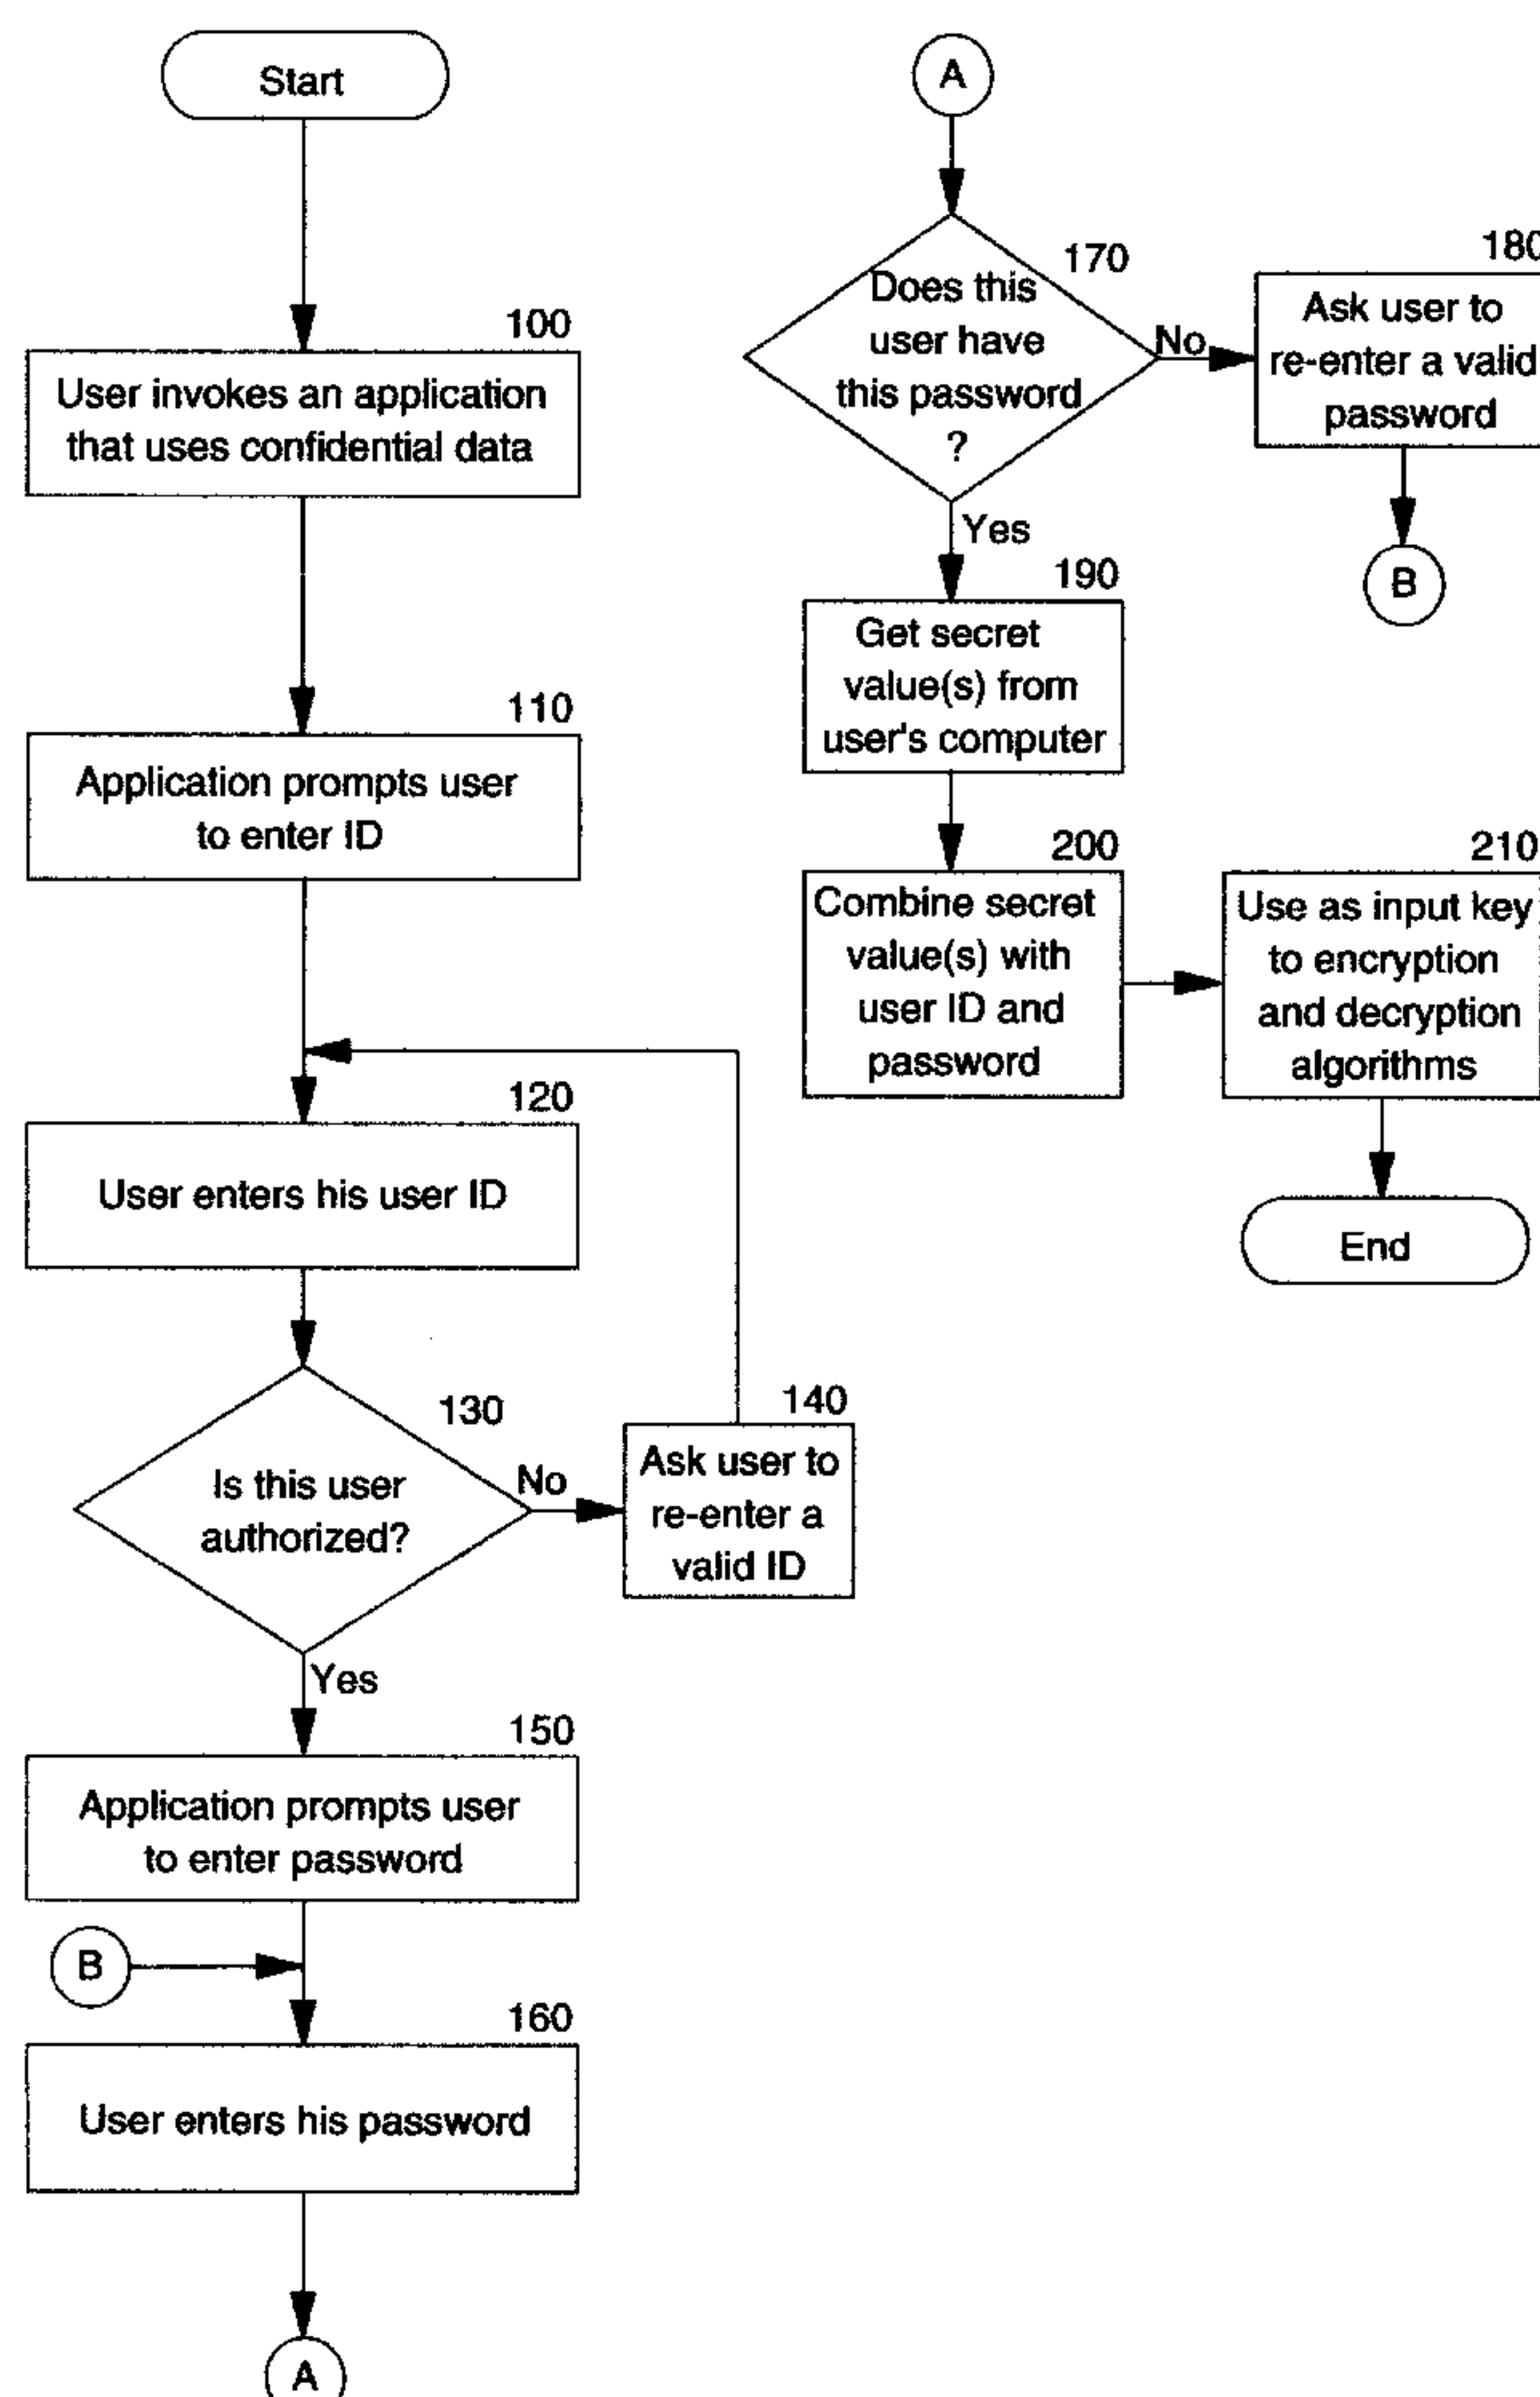 Start
100
User invokes an application
that uses confidential data
110
Application prompts user
to enter ID
120
User enters his user ID
130
Is this user
authorized?
No
140
Ask user to
re-enter a
valid ID
Yes
150
Application prompts user
to enter password
B
160
User enters his password
A
A
170
Does this
user have
this password
?
No
180
Ask user to
re-enter a valid
password
B
Yes
190
Get secret
value(s) from
user's computer
200
Combine secret
value(s) with
user ID and
password
210
Use as input key
to encryption
and decryption
algorithms
End